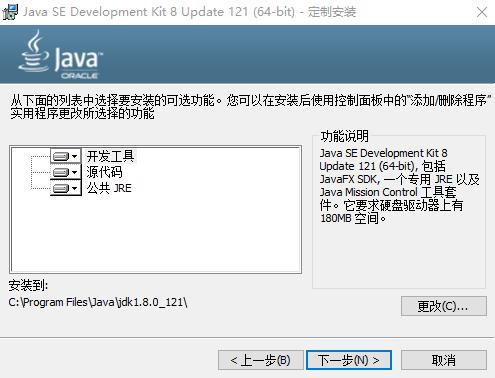 Java SE Development Kit 8 Update 121 (64-bit) - 定制安装
Java™
ORACLE
从下面的列表中选择要安装的可选功能。您可以在安装后使用控制面板中的“添加/删除程序”
实用程序更改所选择的功能
功能说明
开发工具
源代码
公共 JRE
Java SE Development Kit 8
Update 121 (64-bit), 包括
JavaFX SDK, 一个专用 JRE 以及
Java Mission Control 工具套
件。它要求硬盘驱动器上有
180MB 空间。
安装到:
C:\Program Files\Java\jdk1.8.0_121\
更改(C)...
< 上一步(B)
下一步(N) >
取消